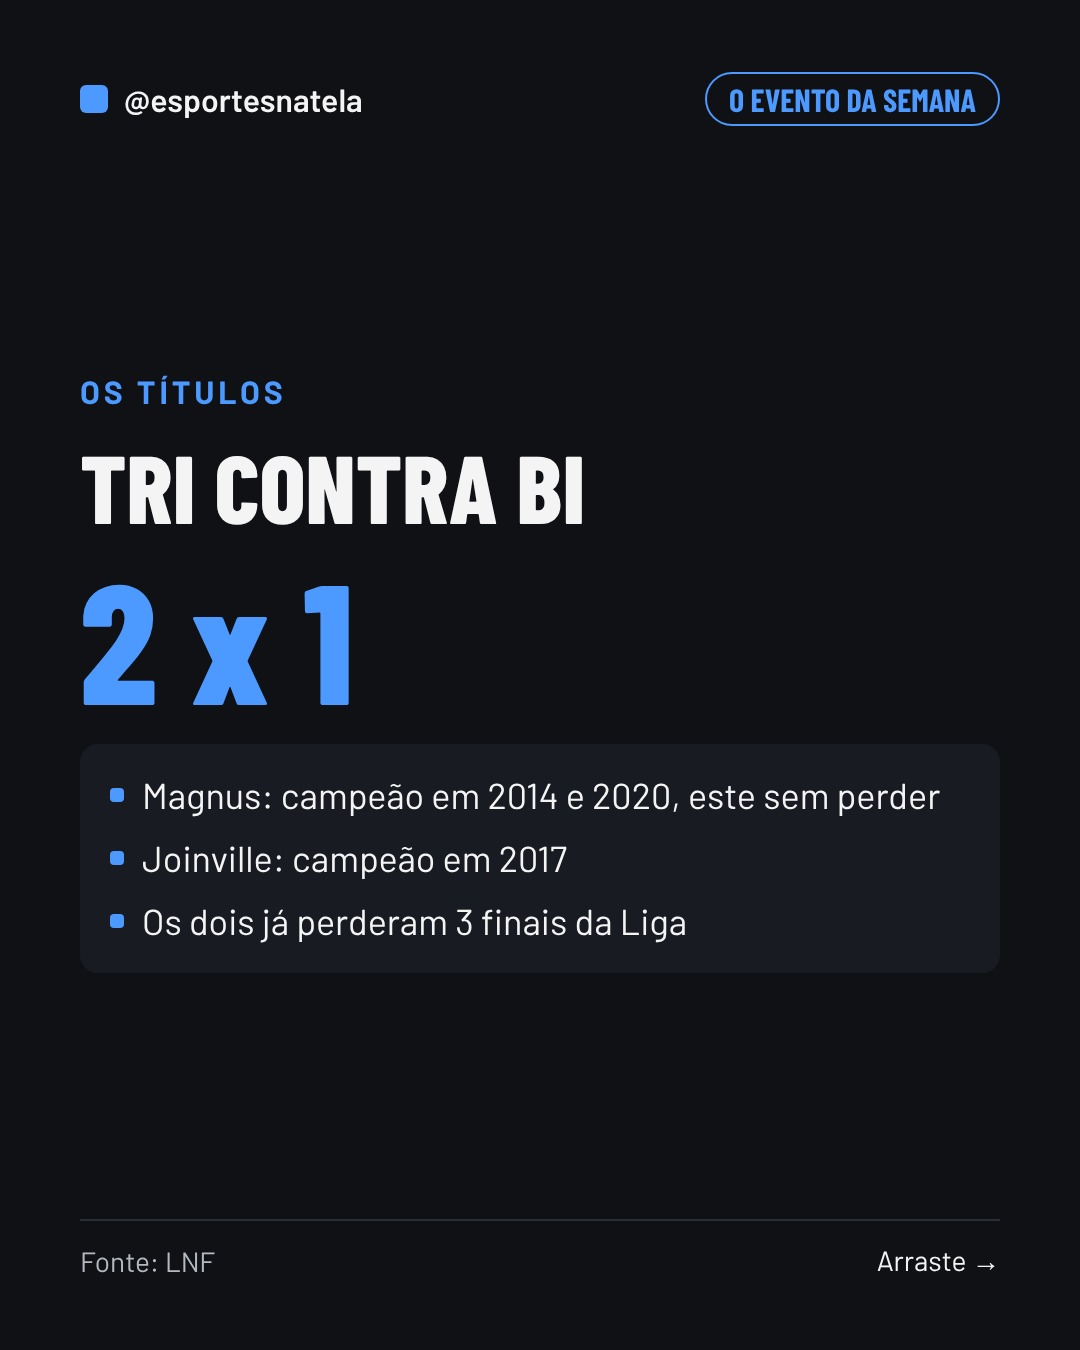 @esportesnatela
O EVENTO DA SEMANA
OS TÍTULOS
TRI CONTRA BI
2 x 1
Magnus: campeão em 2014 e 2020, este sem perder
Joinville: campeão em 2017
Os dois já perderam 3 finais da Liga
Fonte: LNF
Arraste →